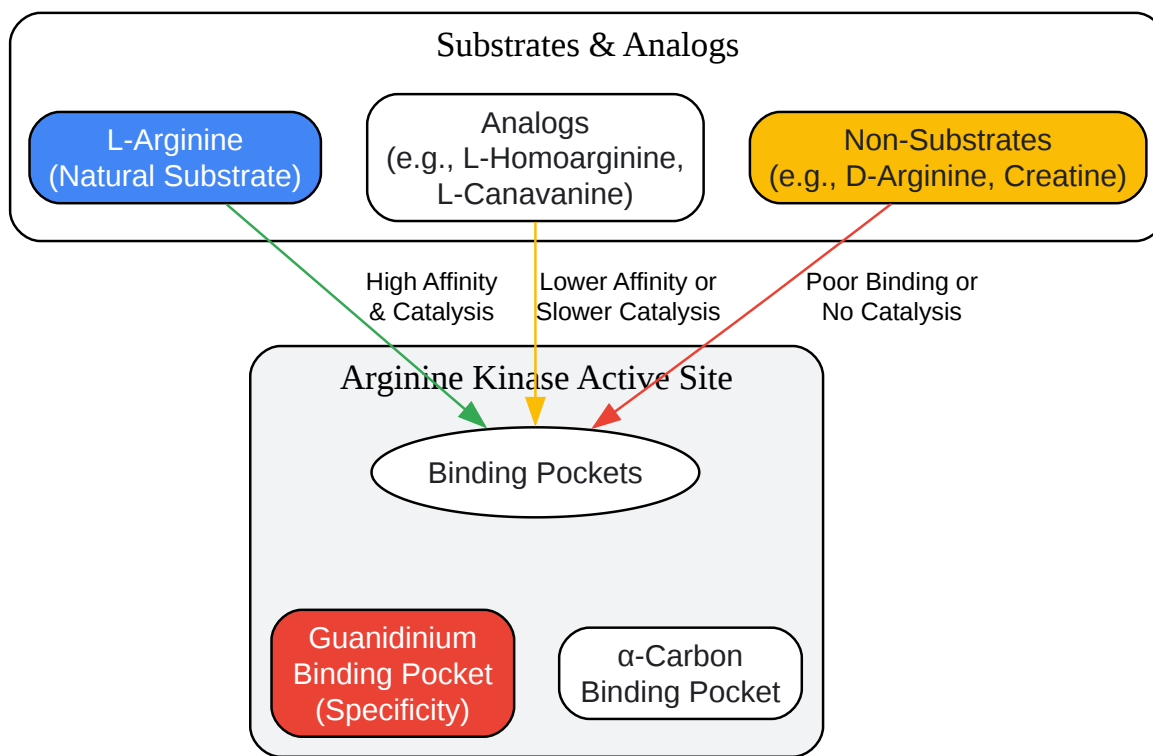 Substrates & Analogs
L-Arginine
(Natural Substrate)
Analogs
(e.g., L-Homoarginine,
L-Canavanine)
Non-Substrates
(e.g., D-Arginine, Creatine)
High Affinity
& Catalysis
Lower Affinity or
Slower Catalysis
Poor Binding or
No Catalysis
Arginine Kinase Active Site
Binding Pockets
Guanidinium
Binding Pocket
(Specificity)
α-Carbon
Binding Pocket